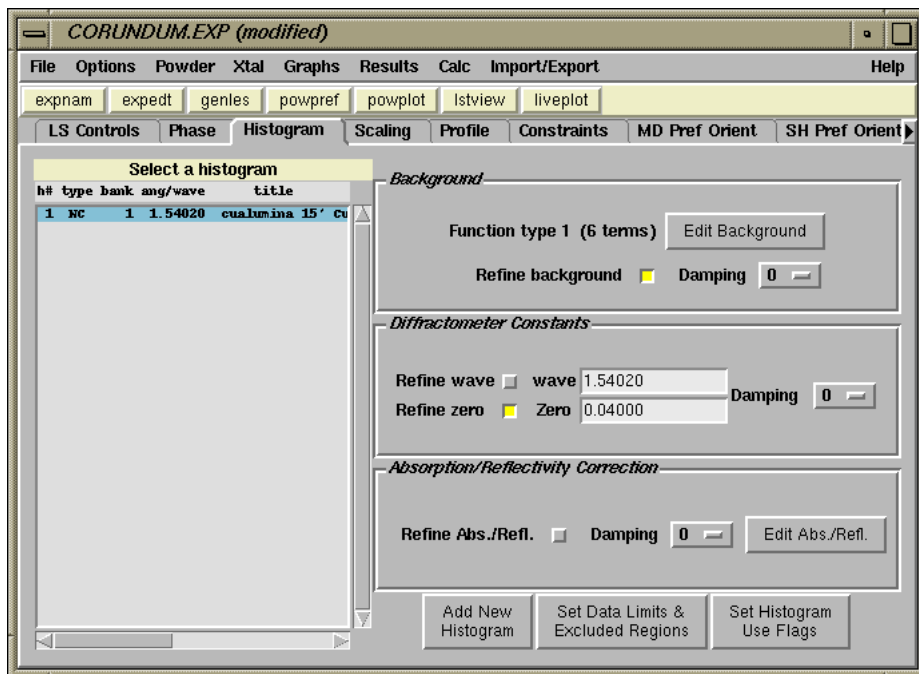 CORUNDUM.EXP (modified)
File Options Powder Xtal Graphs Results Calc Import/Export Help
expnam expedt genles powpref powplot lstview liveplot
LS Controls Phase Histogram Scaling Profile Constraints MD Pref Orient SH Pref Orient
Select a histogram
h# type bank ang/wave title
1 NC 1 1.54020 cualumina 15' Cu
Background
Function type 1 (6 terms) Edit Background
Refine background Damping 0
Diffractometer Constants
Refine wave wave 1.54020
Refine zero Zero 0.04000
Damping 0
Absorption/Reflectivity Correction
Refine Abs./Refl. Damping 0 Edit Abs./Refl.
Add New Histogram
Set Data Limits & Excluded Regions
Set Histogram Use Flags